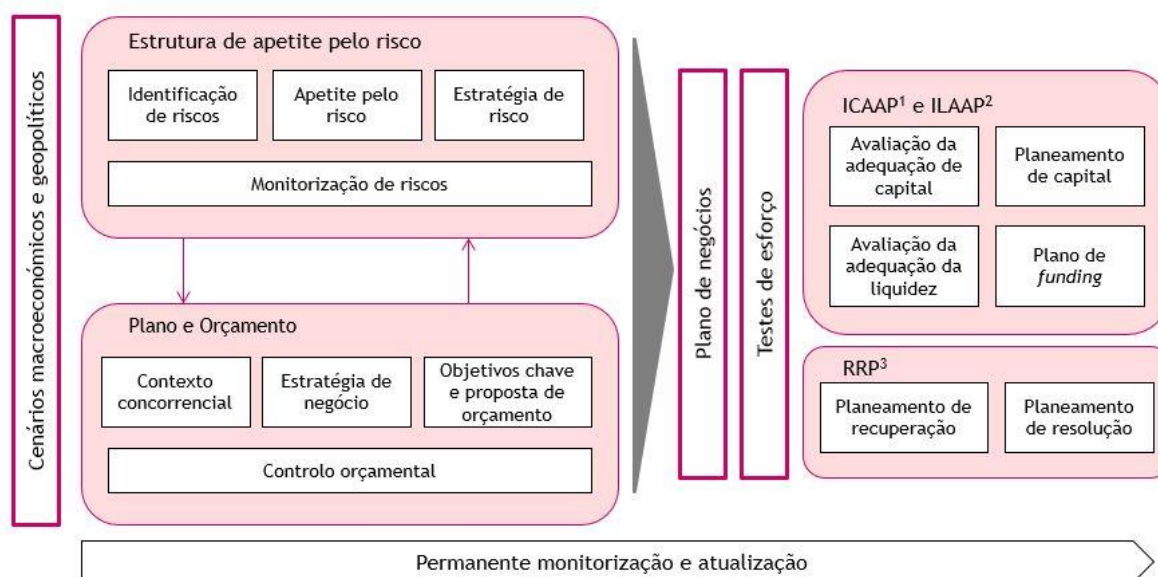 Cenários macroeconómicos e geopolíticos
Estrutura de apetite pelo risco
Identificação
de riscos
Apetite pelo
risco
Estratégia de
risco
Monitorização de riscos
Plano e Orçamento
Contexto
concorrencial
Estratégia de
negócio
Objetivos chave
e proposta de
orçamento
Controlo orçamental
Plano de negócios
Testes de esforço
ICAAP¹ e ILAAP²
Avaliação da
adequação de
capital
Planeamento
de capital
Avaliação da
adequação da
liquidez
Plano de
funding
RRP³
Planeamento de
recuperação
Planeamento
de resolução
Permanente monitorização e atualização